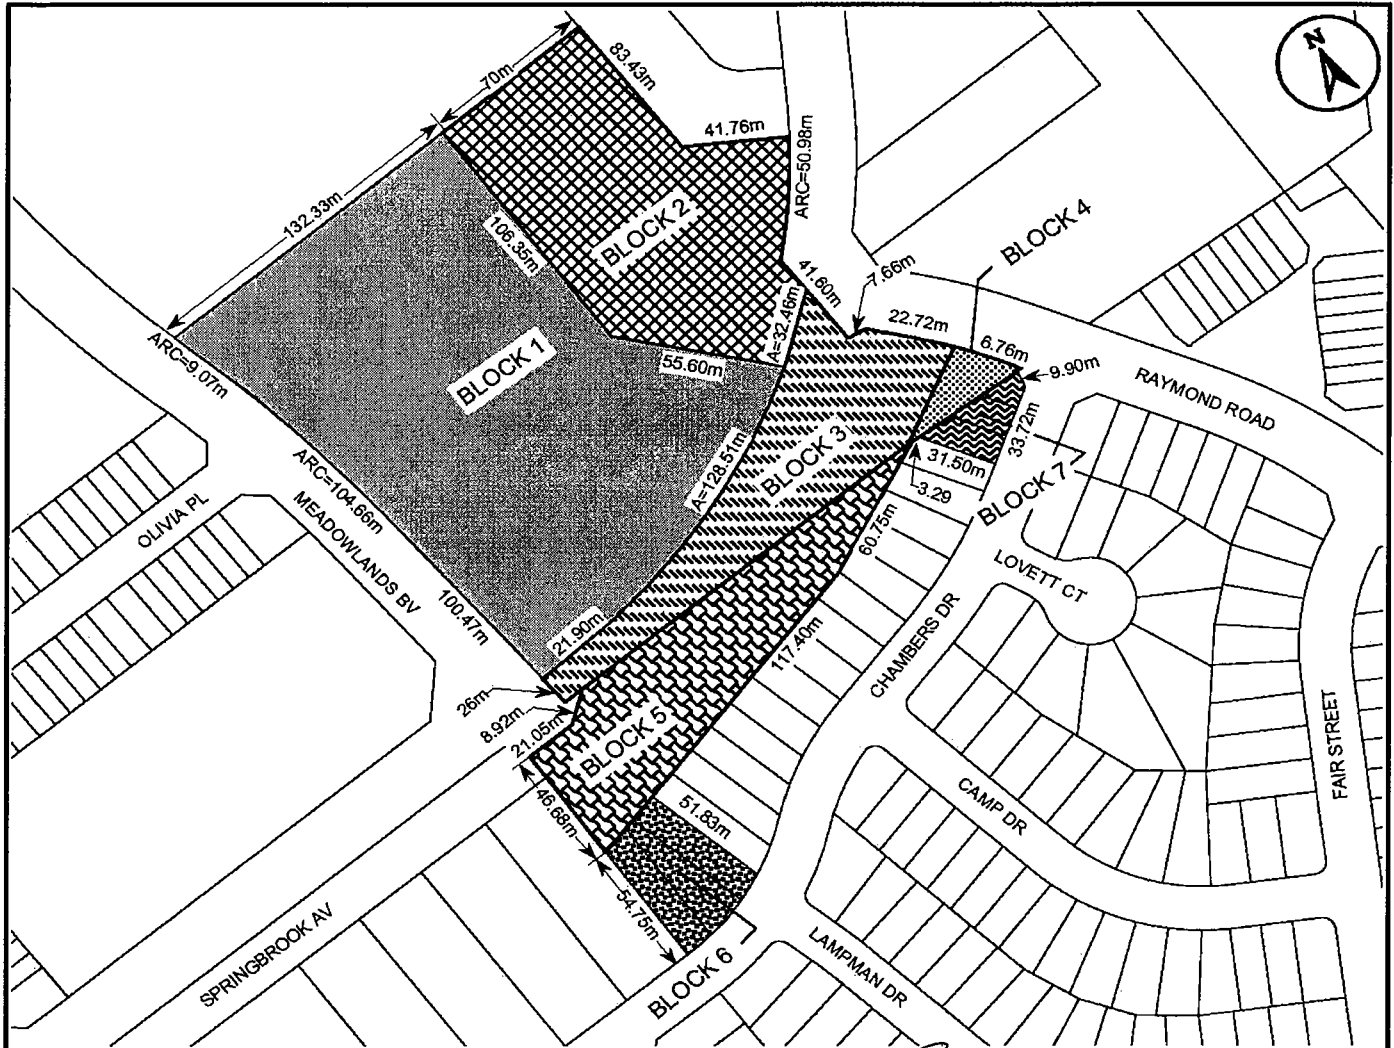 N
70m
83.43m
41.76m
ARC=50.98m
132.33m
106.35m
BLOCK 2
BLOCK 4
41.60m
7.66m
A=32.46m
22.72m
6.76m
9.90m
ARC=9.07m
BLOCK 1
55.60m
RAYMOND ROAD
33.72m
BLOCK 3
A=128.51m
31.50m
3.29
BLOCK 7
ARC=104.66m
OLIVIA PL
MEADOWLANDS BV
60.75m
LOVETT CT
100.47m
21.90m
117.40m
CHAMBERS DR
26m
8.92m
21.05m
BLOCK 5
FAIR STREET
46.68m
51.83m
CAMP DR
54.75m
SPRINGBROOK AV
BLOCK 6
LAMPMAN DR